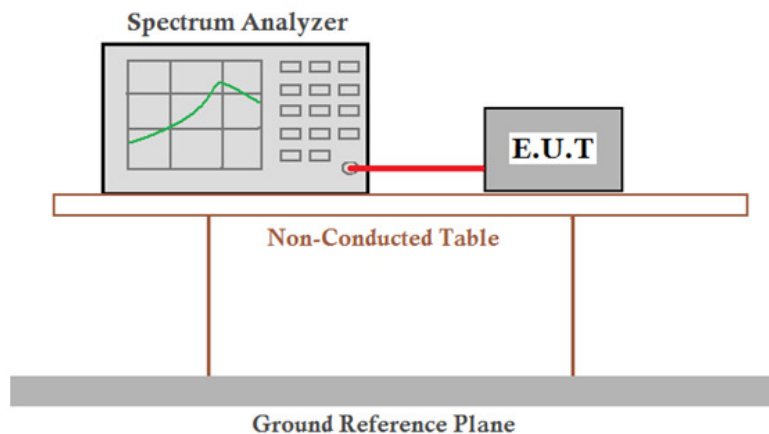 Spectrum Analyzer
E.U.T
Non-Conducted Table
Ground Reference Plane